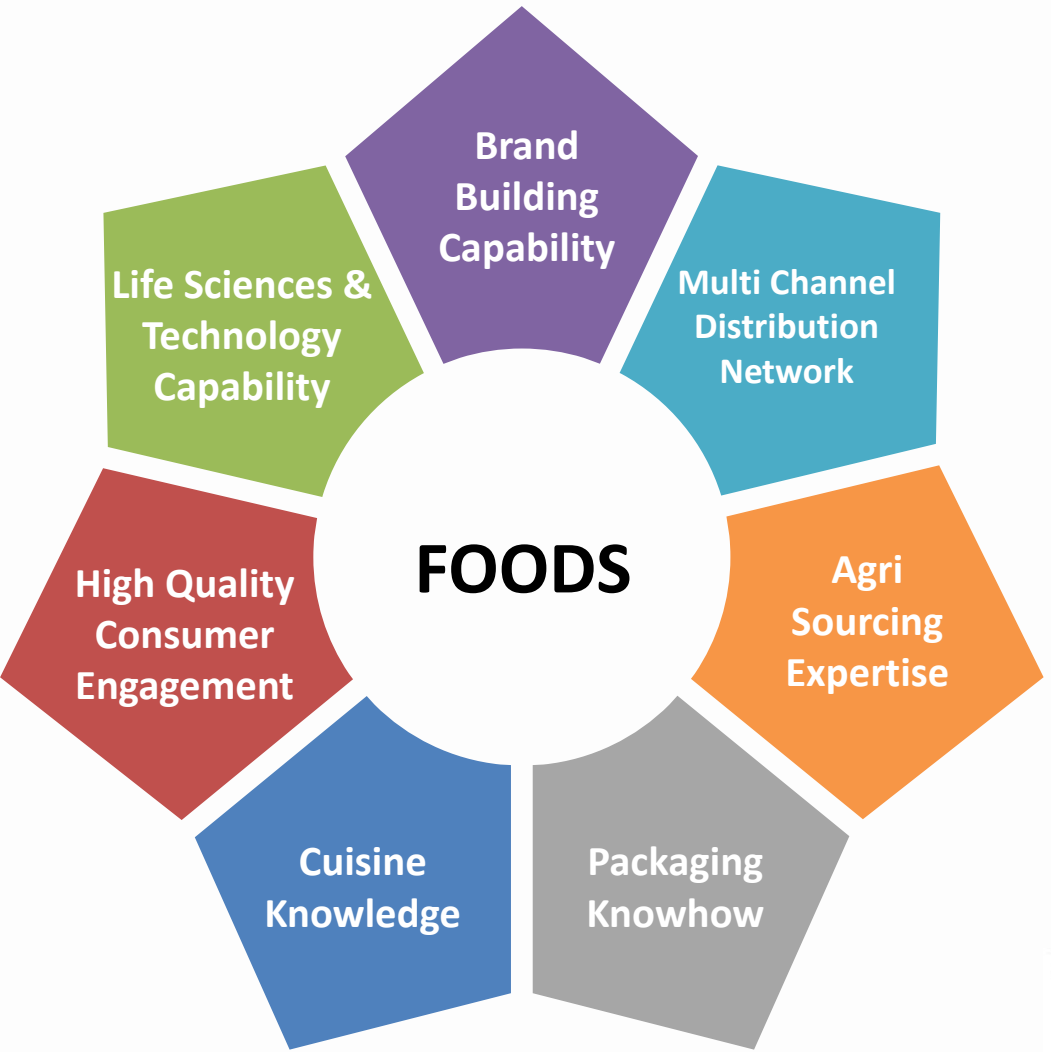 Brand
Building
Capability
Multi Channel
Distribution
Network
Agri
Sourcing
Expertise
Packaging
Knowhow
Cuisine
Knowledge
High Quality
Consumer
Engagement
Life Sciences &
Technology
Capability
FOODS